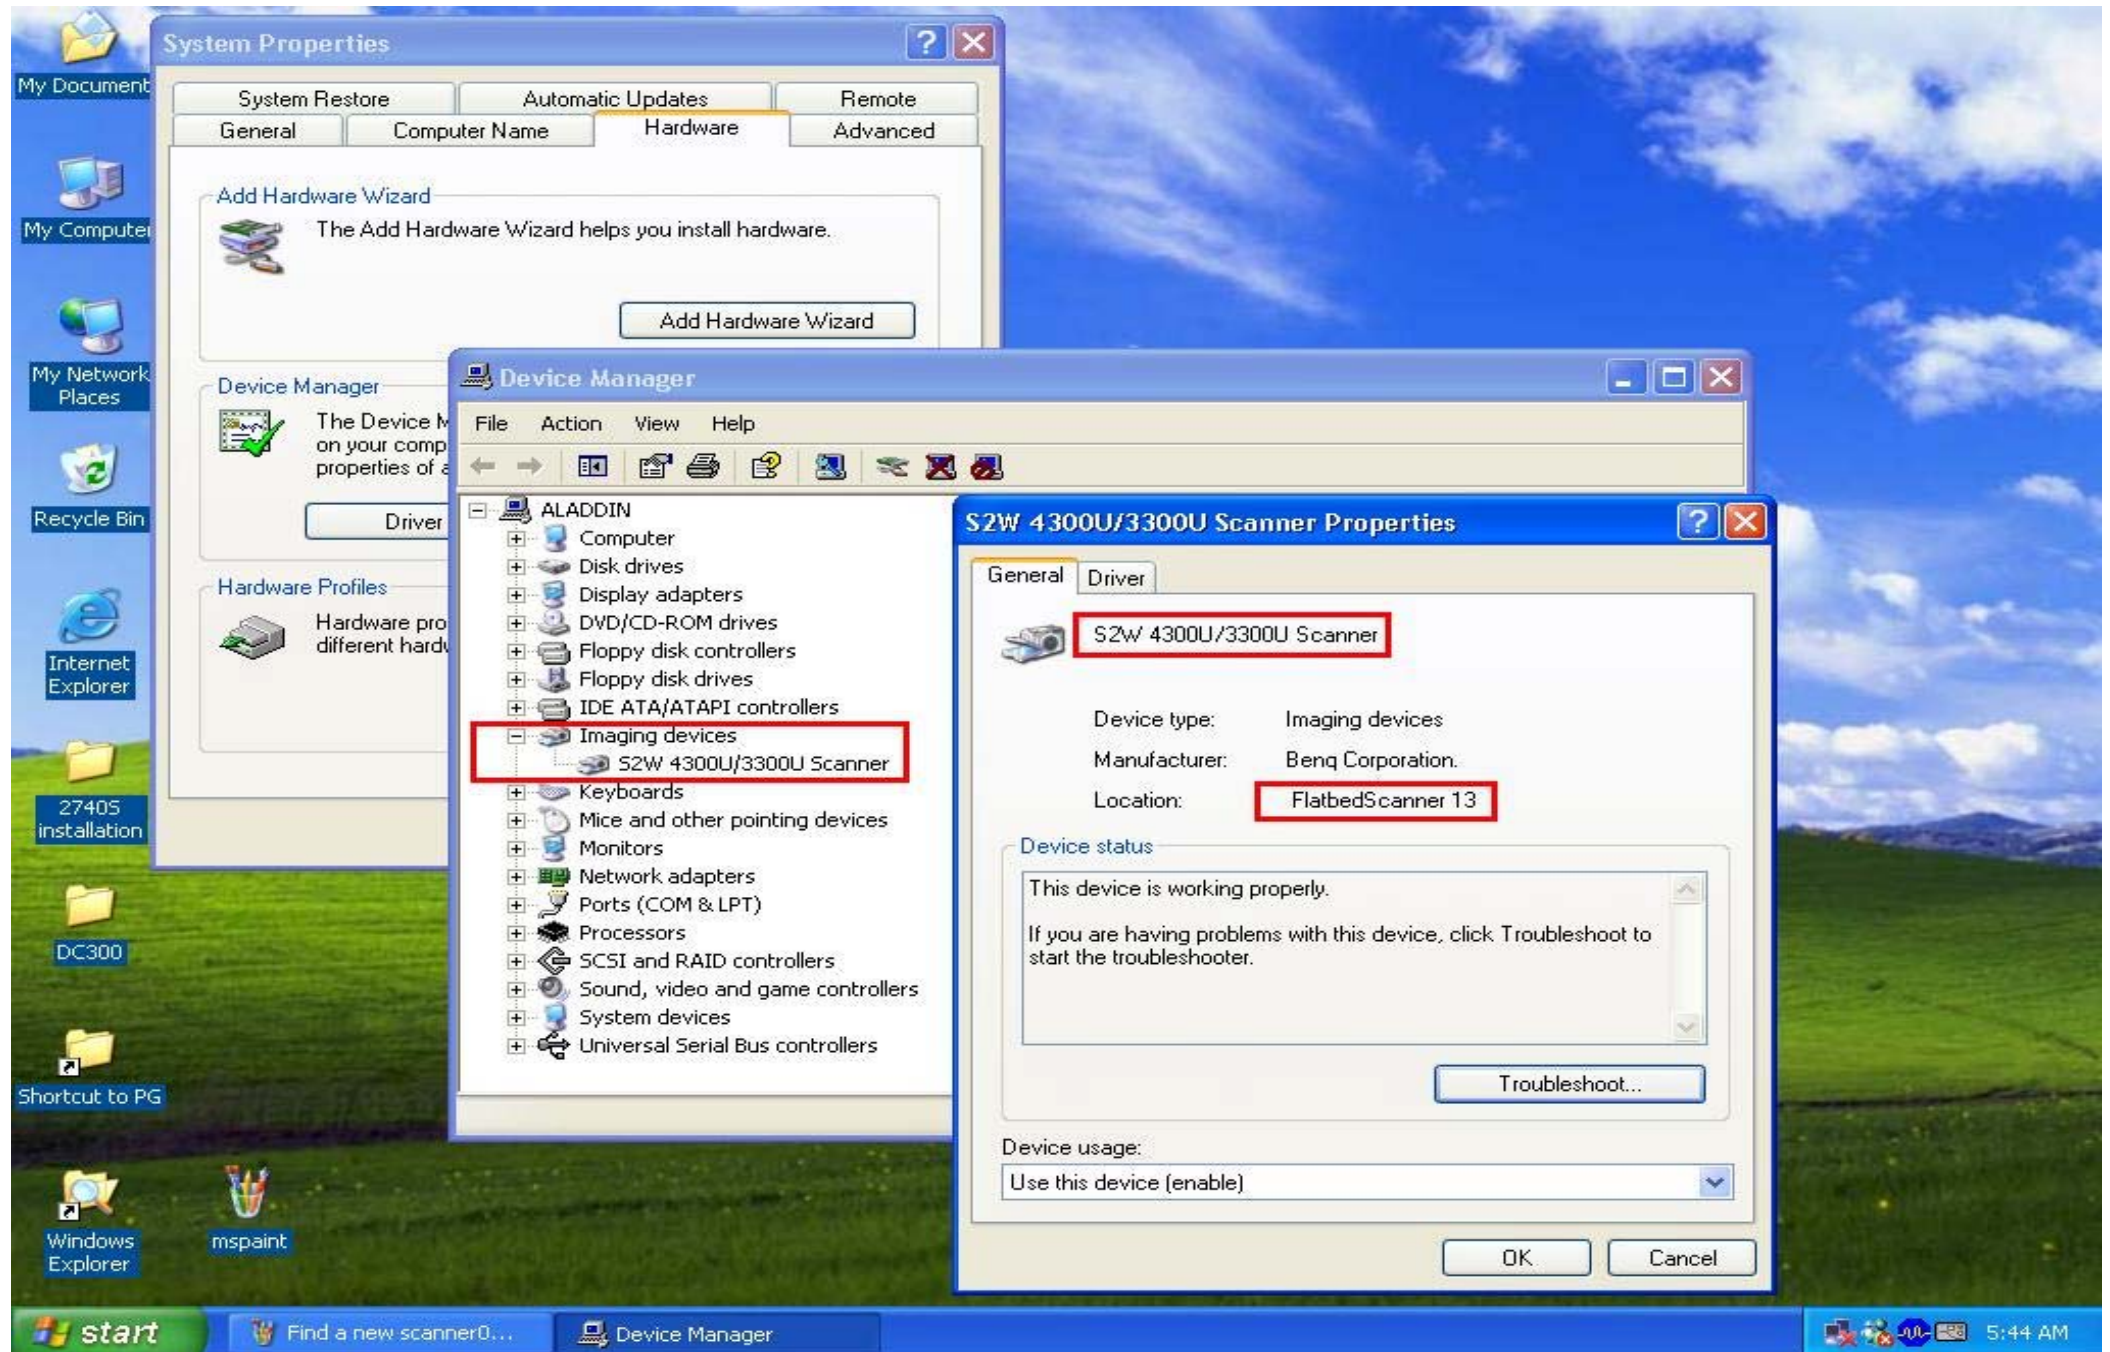 My Document
My Computer
My Network
Places
Recycle Bin
Internet
Explorer
2740S
installation
DC300
Shortcut to PG
Windows
Explorer
mspaint
System Properties
System Restore
Automatic Updates
Remote
General
Computer Name
Hardware
Advanced
Add Hardware Wizard
The Add Hardware Wizard helps you install hardware.
Add Hardware Wizard
Device Manager
The Device M
on your comp
properties of a
Driver
Hardware Profiles
Hardware pro
different hardw
Device Manager
File Action View Help
ALADDIN
Computer
Disk drives
Display adapters
DVD/CD-ROM drives
Floppy disk controllers
Floppy disk drives
IDE ATA/ATAPI controllers
Imaging devices
S2W 4300U/3300U Scanner
Keyboards
Mice and other pointing devices
Monitors
Network adapters
Ports (COM & LPT)
Processors
SCSI and RAID controllers
Sound, video and game controllers
System devices
Universal Serial Bus controllers
S2W 4300U/3300U Scanner Properties
General Driver
S2W 4300U/3300U Scanner
Device type: Imaging devices
Manufacturer: Benq Corporation.
Location: FlatbedScanner 13
Device status
This device is working properly.
If you are having problems with this device, click Troubleshoot to
start the troubleshooter.
Troubleshoot...
Device usage:
Use this device (enable)
OK Cancel
start
Find a new scanner0...
Device Manager
5:44 AM